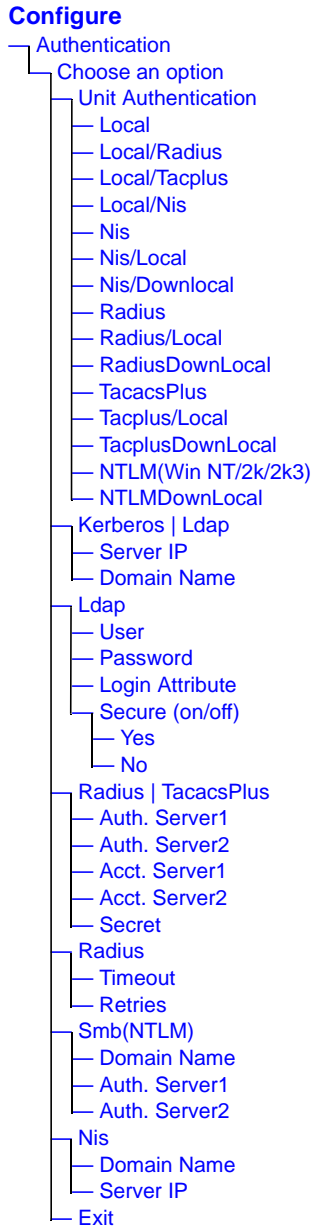 Configure
Authentication
Choose an option
Unit Authentication
Local
Local/Radius
Local/Tacplus
Local/Nis
Nis
Nis/Local
Nis/Downlocal
Radius
Radius/Local
RadiusDownLocal
TacacsPlus
Tacplus/Local
TacplusDownLocal
NTLM(Win NT/2k/2k3)
NTLMDownLocal
Kerberos | Ldap
Server IP
Domain Name
Ldap
User
Password
Login Attribute
Secure (on/off)
Yes
No
Radius | TacacsPlus
Auth. Server1
Auth. Server2
Acct. Server1
Acct. Server2
Secret
Radius
Timeout
Retries
Smb(NTLM)
Domain Name
Auth. Server1
Auth. Server2
Nis
Domain Name
Server IP
Exit